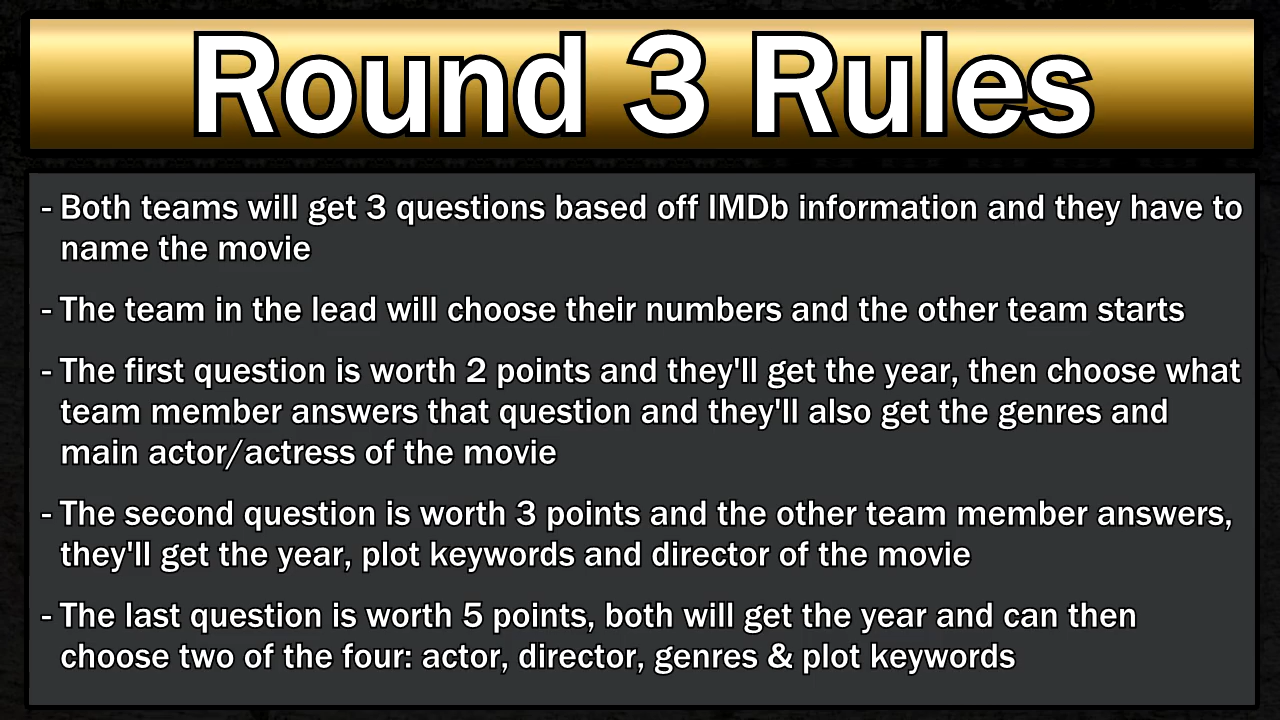 Round 3 Rules
- Both teams will get 3 questions based off IMDb information and they have to
name the movie
- The team in the lead will choose their numbers and the other team starts
- The first question is worth 2 points and they'll get the year, then choose what
team member answers that question and they'll also get the genres and
main actor/actress of the movie
- The second question is worth 3 points and the other team member answers,
they'll get the year, plot keywords and director of the movie
- The last question is worth 5 points, both will get the year and can then
choose two of the four: actor, director, genres & plot keywords